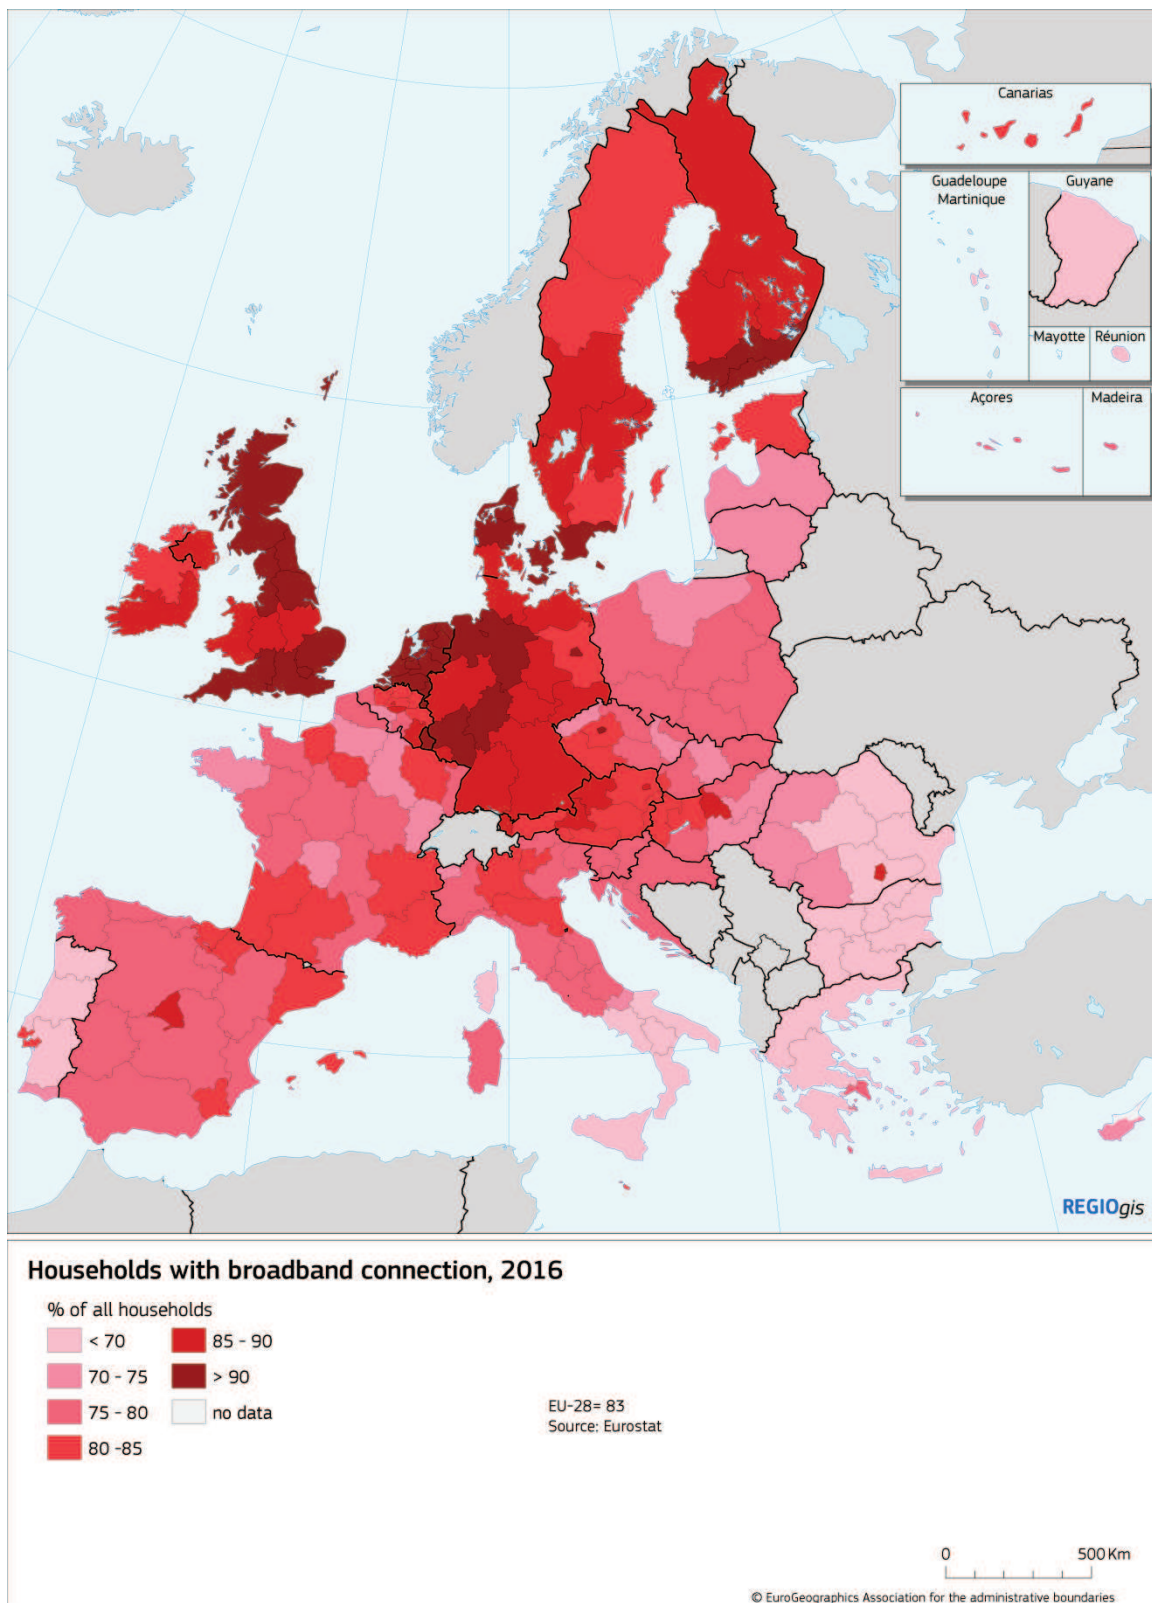 Canarias
Guadeloupe
Martinique
Guyane
Mayotte
Réunion
Açores
Madeira
REGIOgis
Households with broadband connection, 2016
% of all households
< 70
70 - 75
75 - 80
80 -85
85 - 90
> 90
no data
EU-28= 83
Source: Eurostat
0 500 Km
© EuroGeographics Association for the administrative boundaries